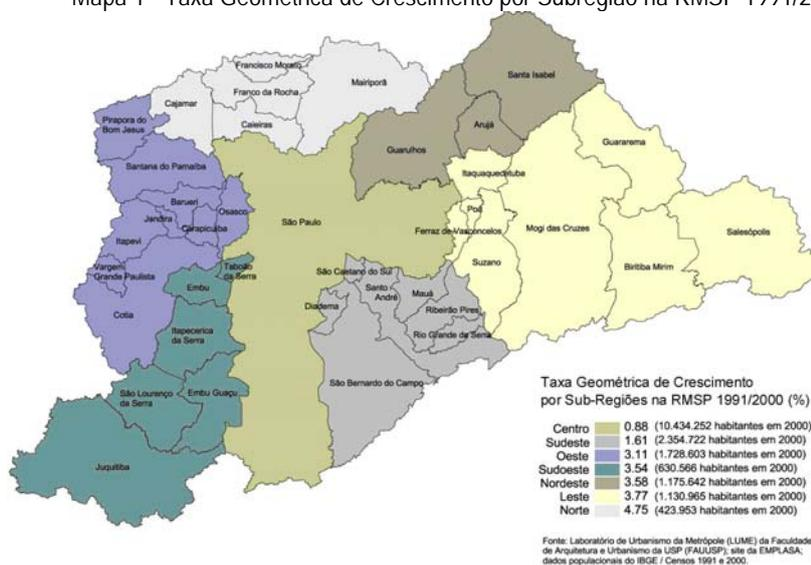 Mapa 1 - Taxa Geométrica de Crescimento por Subregião na RMSP 1991/2
Francisco Morato
Mairiporã
Santa Isabel
Franco da Rocha
Cajamar
Pirapora do
Bom Jesus
Caieiras
Arujá
Guararema
Guarulhos
Santana do Parnaíba
Itaquaquecetuba
Barueri
Osasco
Poá
Jandira
São Paulo
Mogi das Cruzes
Carapicuíba
Ferraz de Vasconcelos
Salesópolis
Itapevi
Suzano
Biritiba Mirim
Vargem
Grande Paulista
Taboão
da Serra
São Caetano do Sul
Embu
Santo
André
Mauá
Diadema
Ribeirão Pires
Cotia
Itapecerica
da Serra
Rio Grande da Serra
São Bernardo do Campo
São Lourenço
da Serra
Embu Guaçu
Juquitiba
Taxa Geométrica de Crescimento
por Sub-Regiões na RMSP 1991/2000 (%)
Centro 0.88 (10.434.252 habitantes em 2000)
Sudeste 1.61 (2.354.722 habitantes em 2000)
Oeste 3.11 (1.728.603 habitantes em 2000)
Sudoeste 3.54 (630.566 habitantes em 2000)
Nordeste 3.58 (1.175.642 habitantes em 2000)
Leste 3.77 (1.130.965 habitantes em 2000)
Norte 4.75 (423.953 habitantes em 2000)
Fonte: Laboratório de Urbanismo da Metrópole (LUME) da Faculdade
de Arquitetura e Urbanismo da USP (FAUUSP); site da EMPLASA;
dados populacionais do IBGE / Censos 1991 e 2000.